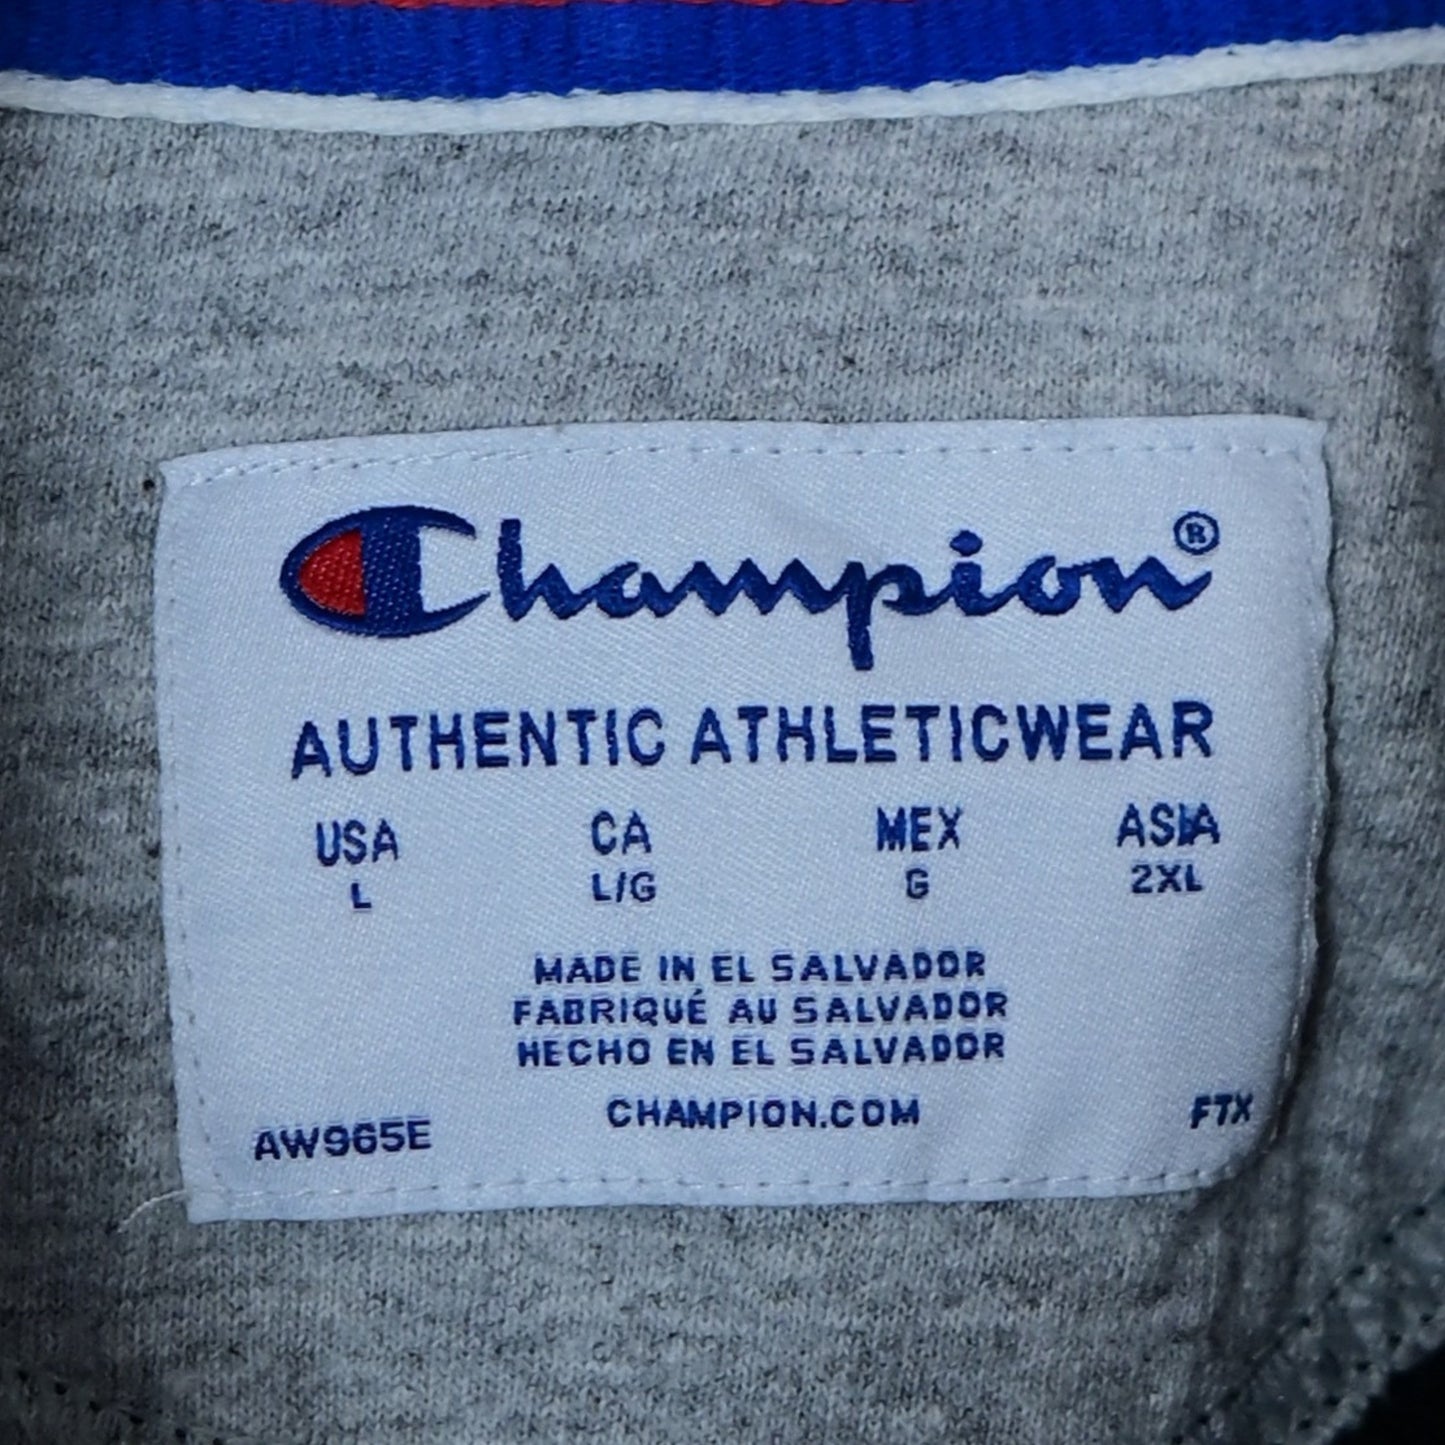 Champion®
AUTHENTIC ATHLETICWEAR
USA CA MEX ASIA
L L/G G 2XL
MADE IN EL SALVADOR
FABRIQUÉ AU SALVADOR
HECHO EN EL SALVADOR
CHAMPION.COM
AW965E FTX